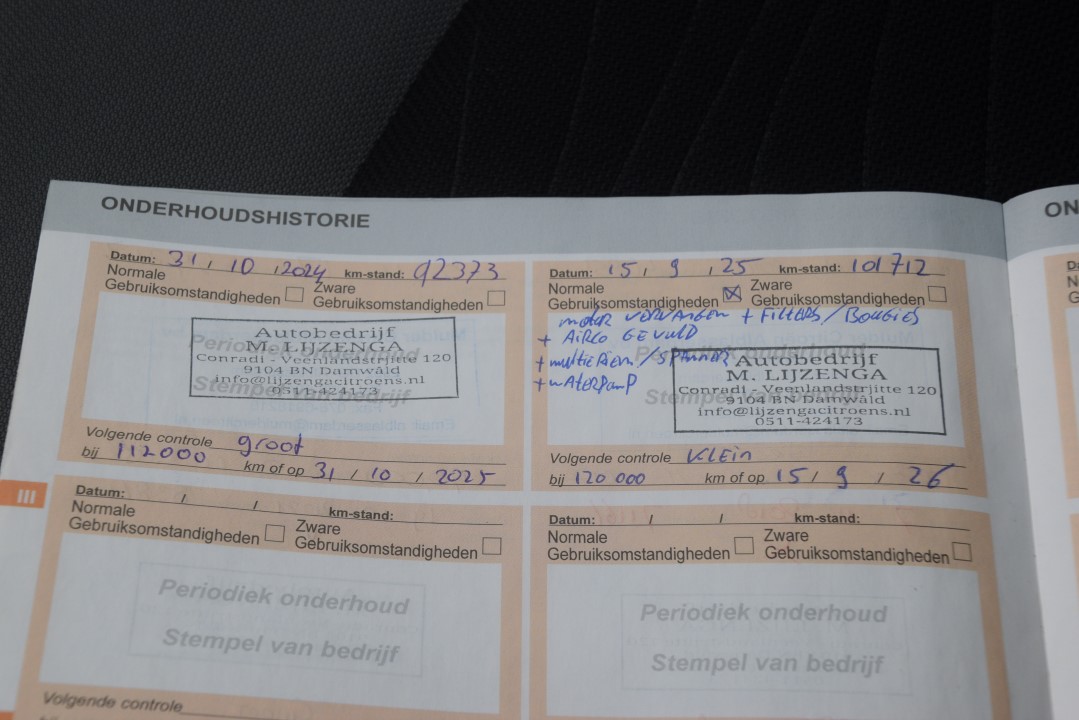 ONDERHOUDSHISTORIE
ON
Datum: 31 / 10 / 2024 km-stand: 92373
Normale Gebruiksomstandigheden
Zware Gebruiksomstandigheden
Autobedrijf
M. LIJZENGA
Conradi - Veenlandstrjitte 120
9104 BN Damwâld
info@lijzengacitroens.nl
0511-424173
Volgende controle groot
bij 112000 km of op 31 / 10 / 2025
Datum: 15 / 9 / 25 km-stand: 101712
Normale Gebruiksomstandigheden
Zware Gebruiksomstandigheden
motor vervangen + Filters / Bougies
+ Airco gevuld
+ multiriem / spanner
+ waterpomp
Autobedrijf
M. LIJZENGA
Conradi - Veenlandstrjitte 120
9104 BN Damwâld
info@lijzengacitroens.nl
0511-424173
Volgende controle Klein
bij 120 000 km of op 15 / 9 / 26
III
Datum: / / km-stand:
Normale Gebruiksomstandigheden
Zware Gebruiksomstandigheden
Periodiek onderhoud
Stempel van bedrijf
Volgende controle
Datum: / / km-stand:
Normale Gebruiksomstandigheden
Zware Gebruiksomstandigheden
Periodiek onderhoud
Stempel van bedrijf